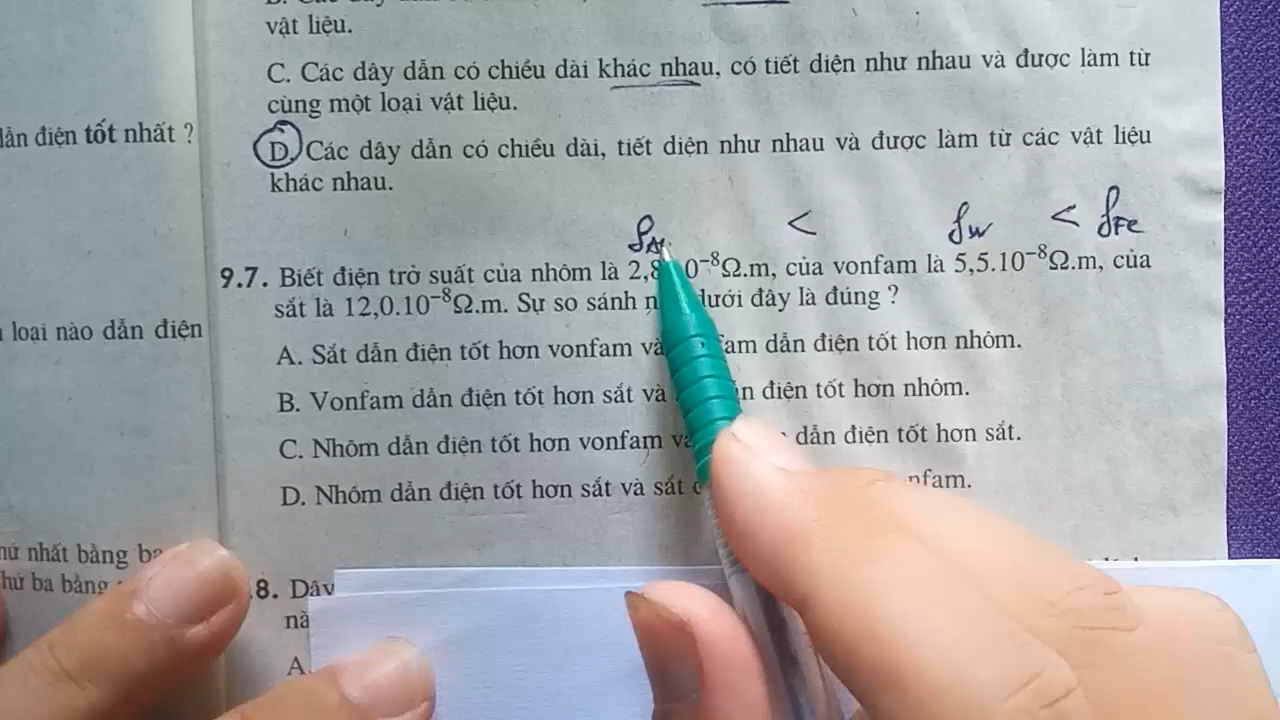 vật liệu.
C. Các dây dẫn có chiều dài khác nhau, có tiết diện như nhau và được làm từ
cùng một loại vật liệu.
dẫn điện tốt nhất ?
D. Các dây dẫn có chiều dài, tiết diện như nhau và được làm từ các vật liệu
khác nhau.
ρAl < ρW < ρFe
9.7. Biết điện trở suất của nhôm là 2,8 0⁻⁸Ω.m, của vonfam là 5,5.10⁻⁸Ω.m, của
sắt là 12,0.10⁻⁸Ω.m. Sự so sánh dưới đây là đúng ?
loại nào dẫn điện
A. Sắt dẫn điện tốt hơn vonfam và dẫn điện tốt hơn nhôm.
B. Vonfam dẫn điện tốt hơn sắt và điện tốt hơn nhôm.
C. Nhôm dẫn điện tốt hơn vonfam dẫn điện tốt hơn sắt.
D. Nhôm dẫn điện tốt hơn sắt và sắt
nhất bằng
ba bằng
8. Dây
A.